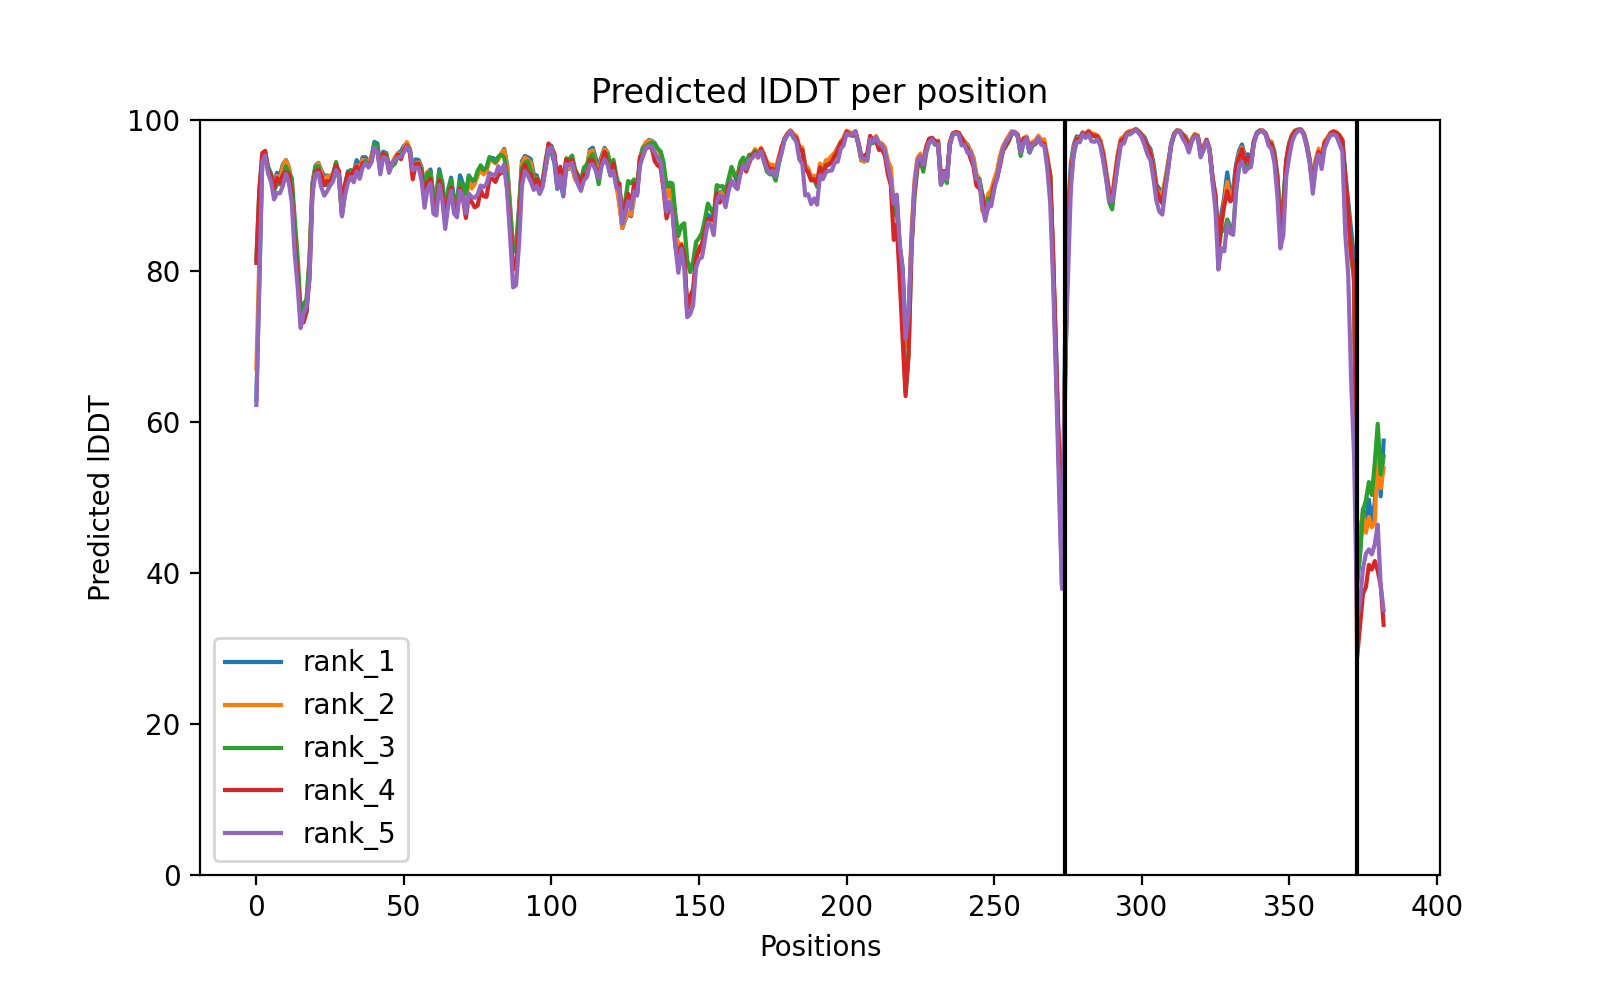 Predicted lDDT per position
Predicted lDDT
100
80
60
40
20
0
rank_1
rank_2
rank_3
rank_4
rank_5
0 50 100 150 200 250 300 350 400
Positions